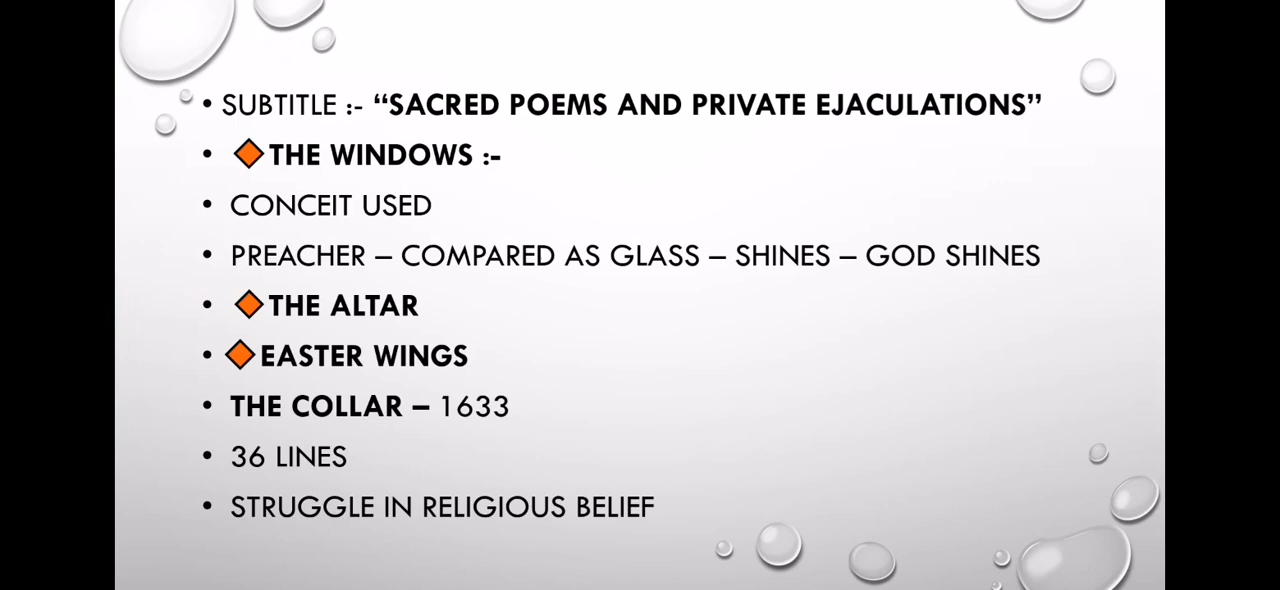 • SUBTITLE :- “SACRED POEMS AND PRIVATE EJACULATIONS”
• 🔶THE WINDOWS :-
• CONCEIT USED
• PREACHER – COMPARED AS GLASS – SHINES – GOD SHINES
• 🔶THE ALTAR
• 🔶EASTER WINGS
• THE COLLAR – 1633
• 36 LINES
• STRUGGLE IN RELIGIOUS BELIEF